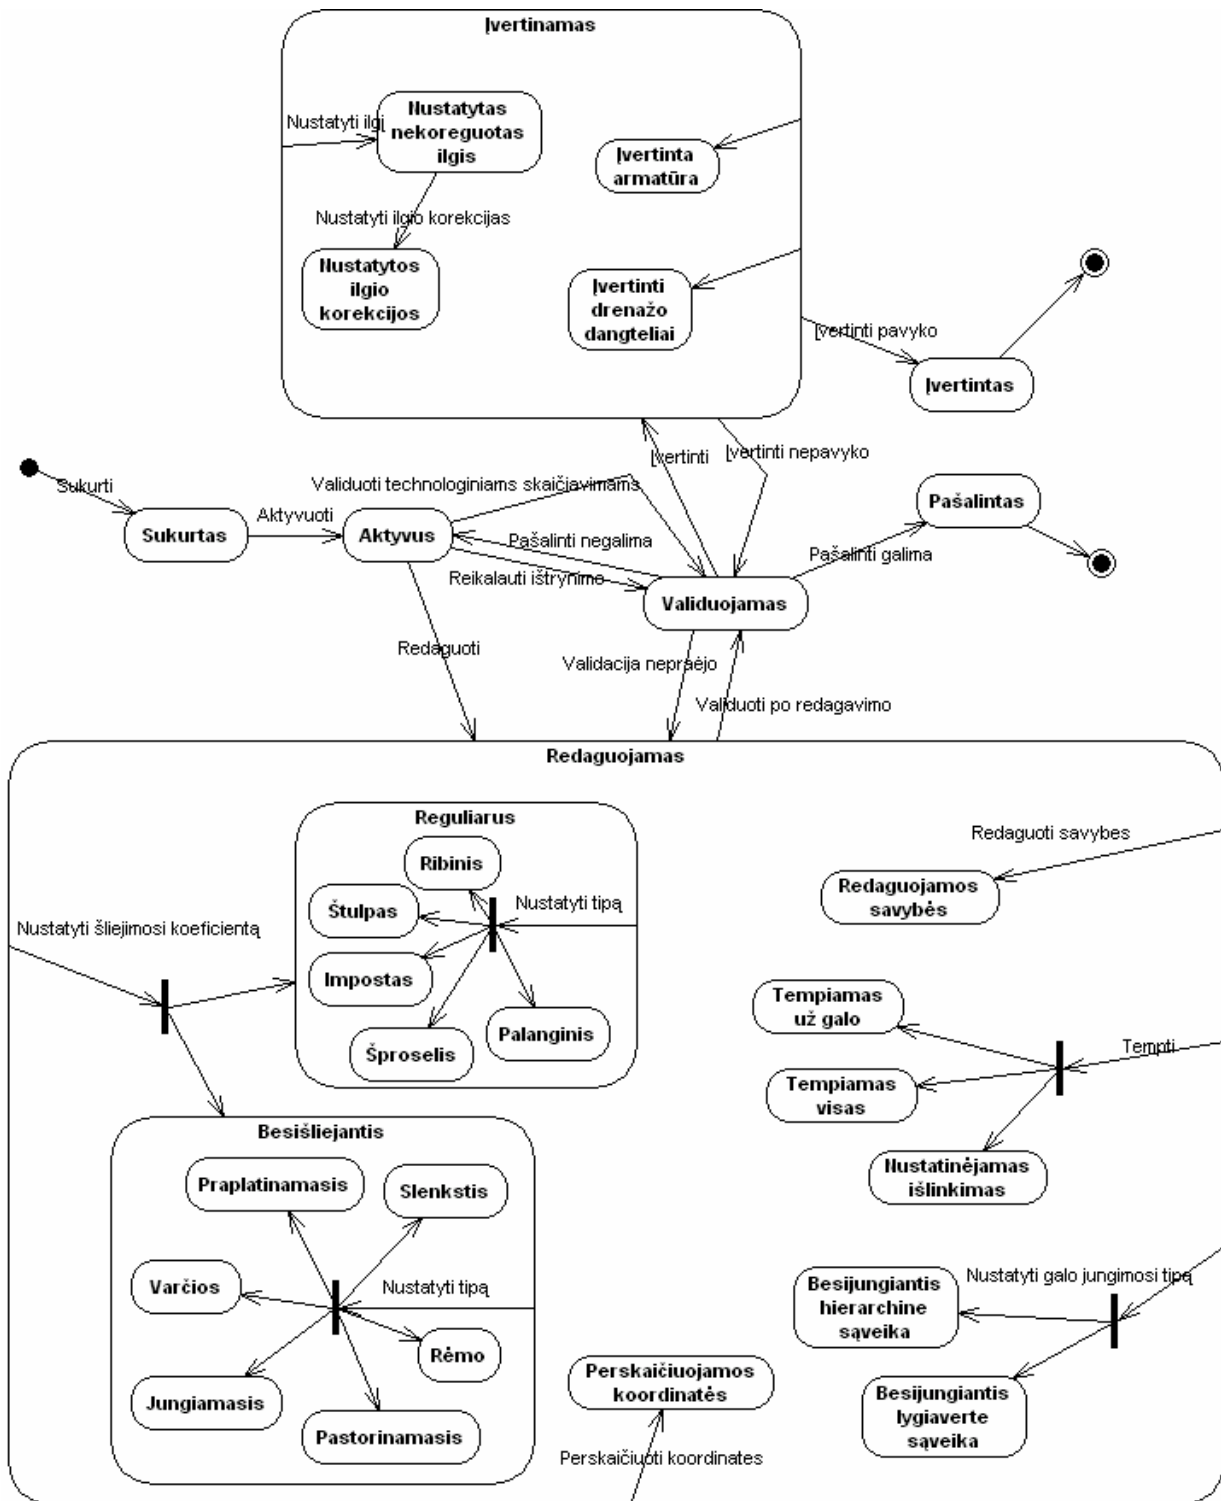 Įvertinamas
Nustatyti ilgį
Nustatytas
nekoreguotas
ilgis
Įvertinta
armatūra
Nustatyti ilgio korekcijas
Nustatytos
ilgio
korekcijos
Įvertinti
drenažo
dangteliai
Įvertinti pavyko
Įvertintas
Įvertinti
Įvertinti nepavyko
Sukurti
Validuoti technologiniams skaičiavimams
Pašalintas
Sukurtas
Aktyvuoti
Aktyvus
Pašalinti negalima
Pašalinti galima
Reikalauti ištrynimo
Validuojamas
Redaguoti
Validacija nepraėjo
Validuoti po redagavimo
Redaguojamas
Reguliarus
Ribinis
Redaguoti savybes
Redaguojamos
savybės
Štulpas
Nustatyti tipą
Nustatyti šliejimosi koeficientą
Impostas
Palanginis
Šproselis
Tempiamas
už galo
Tempti
Tempiamas
visas
Besišliejantis
Nustatinėjamas
išlinkimas
Praplatinamasis
Slenkstis
Varčios
Nustatyti tipą
Nustatyti galo jungimosi tipą
Besijungiantis
hierarchine
sąveika
Rėmo
Perskaičiuojamos
koordinatės
Jungiamasis
Pastorinamasis
Besijungiantis
lygiaverte
sąveika
Perskaičiuoti koordinates